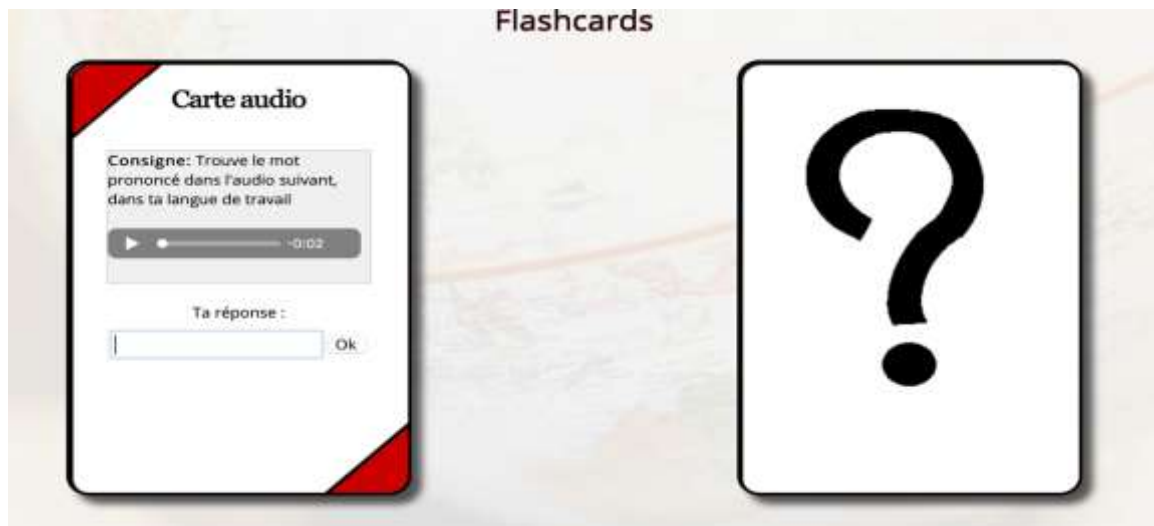 Flashcards
Carte audio
Consigne: Trouve le mot
prononcé dans l'audio suivant,
dans ta langue de travail
-0:02
Ta réponse :
Ok
?